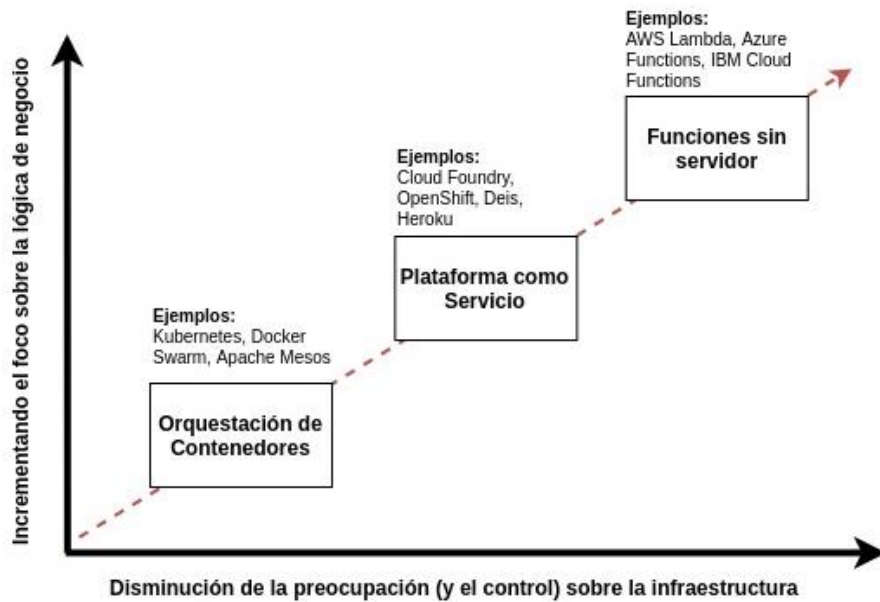 Ejemplos:
AWS Lambda, Azure
Functions, IBM Cloud
Functions
Funciones sin
servidor
Ejemplos:
Cloud Foundry,
OpenShift, Deis,
Heroku
Plataforma como
Servicio
Ejemplos:
Kubernetes, Docker
Swarm, Apache Mesos
Orquestación de
Contenedores
Incrementando el foco sobre la lógica de negocio
Disminución de la preocupación (y el control) sobre la infraestructura